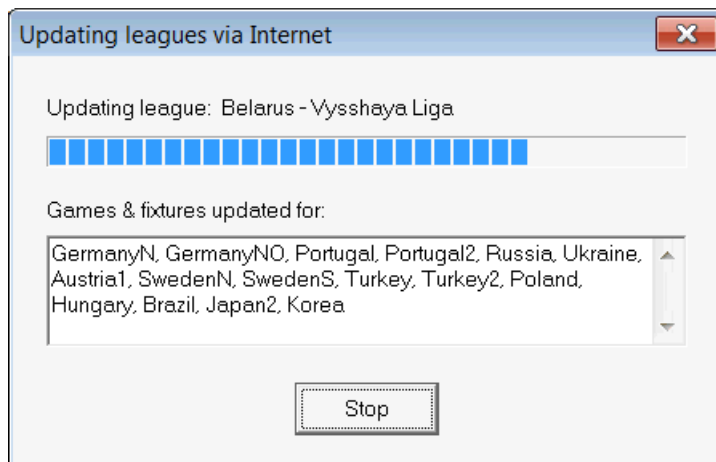 Updating leagues via Internet
Updating league: Belarus - Vysshaya Liga
Games & fixtures updated for:
GermanyN, GermanyNO, Portugal, Portugal2, Russia, Ukraine,
Austria1, SwedenN, SwedenS, Turkey, Turkey2, Poland,
Hungary, Brazil, Japan2, Korea
Stop